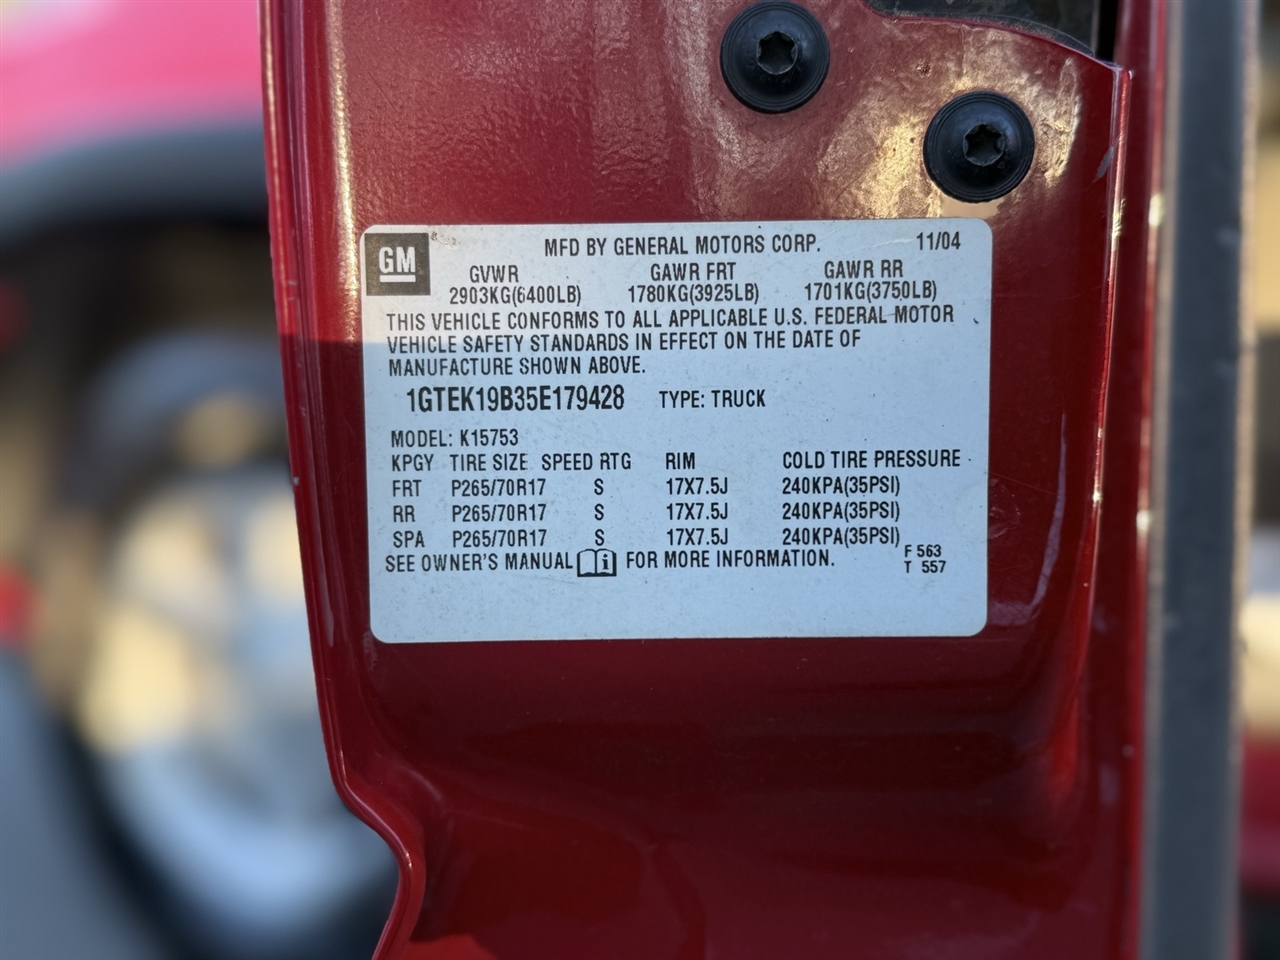 GM
MFD BY GENERAL MOTORS CORP. 11/04
GVWR GAWR FRT GAWR RR
2903KG(6400LB) 1780KG(3925LB) 1701KG(3750LB)
THIS VEHICLE CONFORMS TO ALL APPLICABLE U.S. FEDERAL MOTOR
VEHICLE SAFETY STANDARDS IN EFFECT ON THE DATE OF
MANUFACTURE SHOWN ABOVE.
1GTEK19B35E179428 TYPE: TRUCK
MODEL: K15753
KPGY TIRE SIZE SPEED RTG RIM COLD TIRE PRESSURE
FRT P265/70R17 S 17X7.5J 240KPA(35PSI)
RR P265/70R17 S 17X7.5J 240KPA(35PSI)
SPA P265/70R17 S 17X7.5J 240KPA(35PSI)
SEE OWNER'S MANUAL i FOR MORE INFORMATION.
F 563
T 557